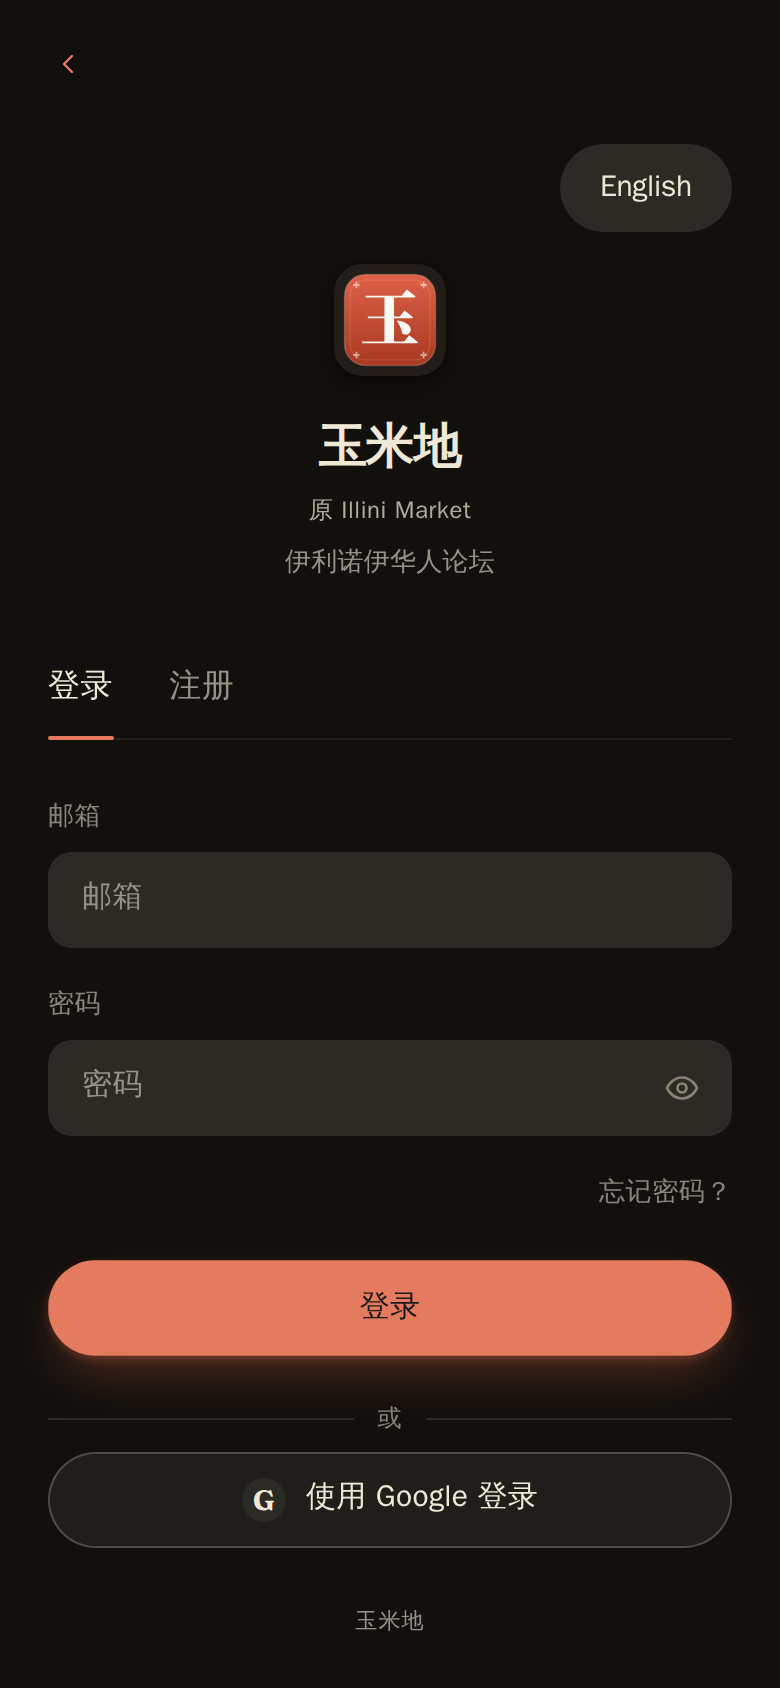 English
玉
玉米地
原 Illini Market
伊利诺伊华人论坛
登录 注册
邮箱
邮箱
密码
密码
忘记密码？
登录
或
G 使用 Google 登录
玉米地